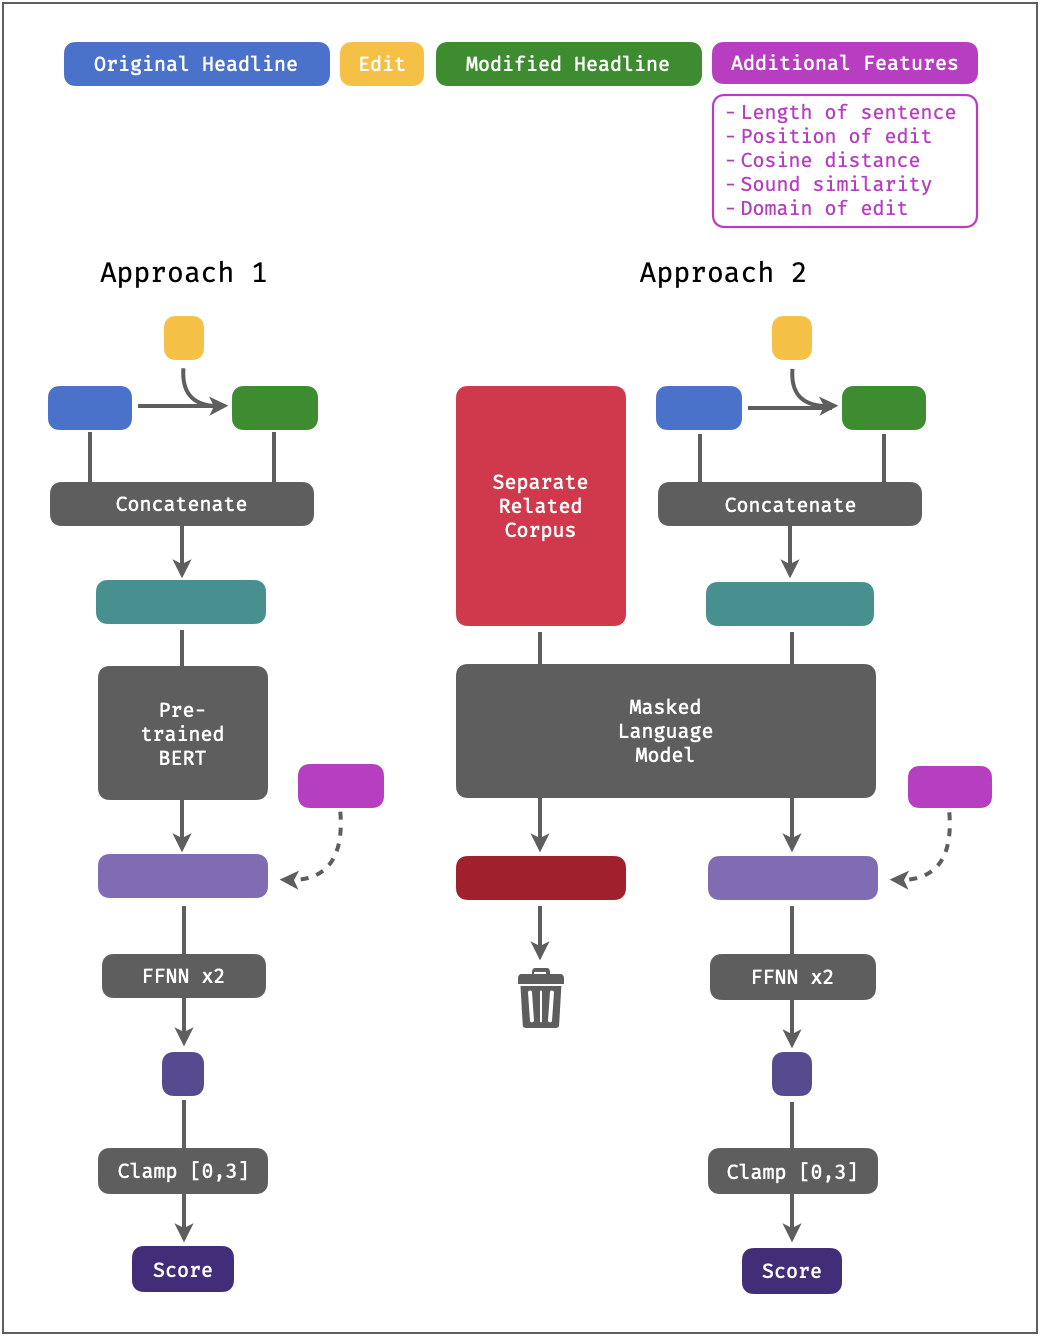 Original Headline
Edit
Modified Headline
Additional Features
- Length of sentence
- Position of edit
- Cosine distance
- Sound similarity
- Domain of edit
Approach 1
Concatenate
Pre-
trained
BERT
FFNN x2
Clamp [0,3]
Score
Approach 2
Separate
Related
Corpus
Concatenate
Masked
Language
Model
FFNN x2
Clamp [0,3]
Score